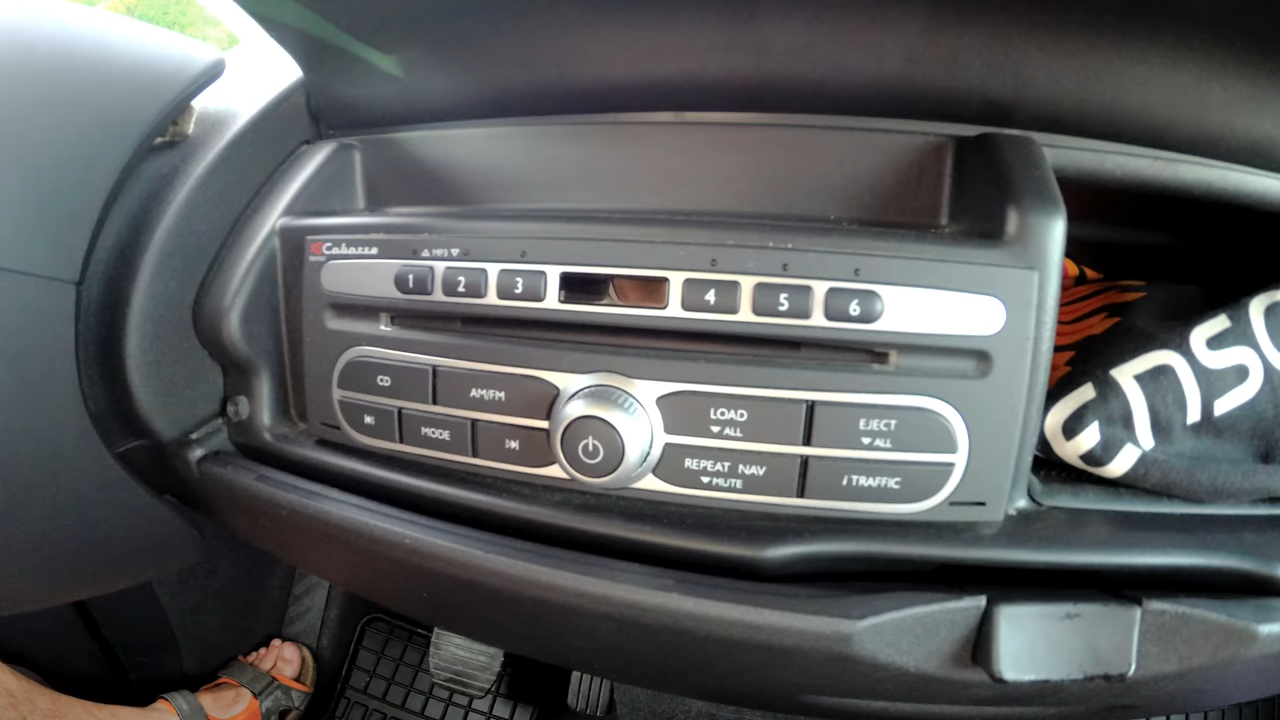 Cabasse
△ MP3 ▽
1 2 3 4 5 6
CD AM/FM
MODE
LOAD
▼ALL
EJECT
▼ALL
REPEAT NAV
▼MUTE
i TRAFFIC